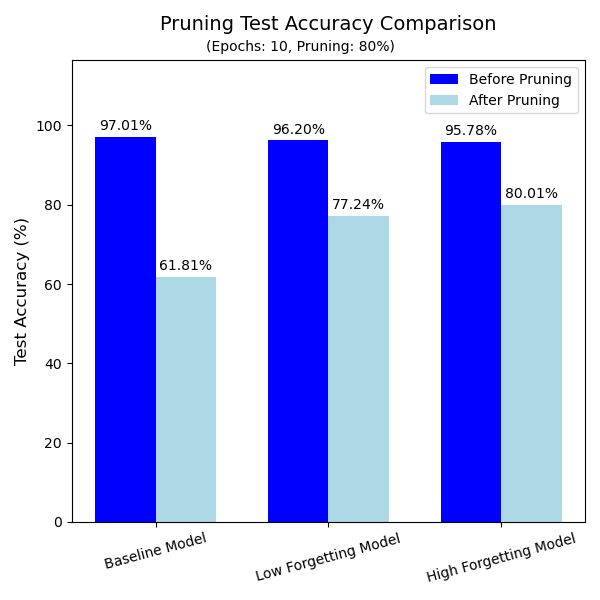 Pruning Test Accuracy Comparison
(Epochs: 10, Pruning: 80%)
Before Pruning
After Pruning
97.01%
96.20%
95.78%
61.81%
77.24%
80.01%
Test Accuracy (%)
100
80
60
40
20
0
Baseline Model
Low Forgetting Model
High Forgetting Model